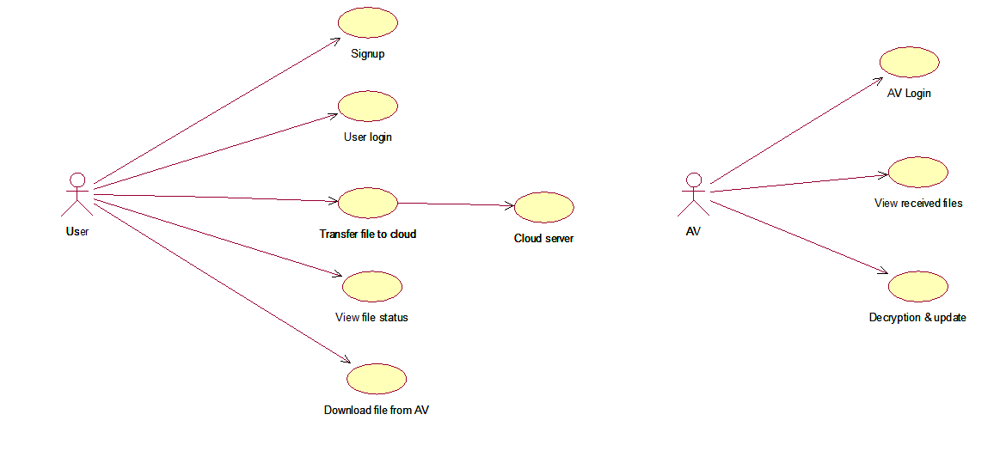 Signup
User login
User
Transfer file to cloud
Cloud server
View file status
Download file from AV
AV Login
View received files
AV
Decryption & update